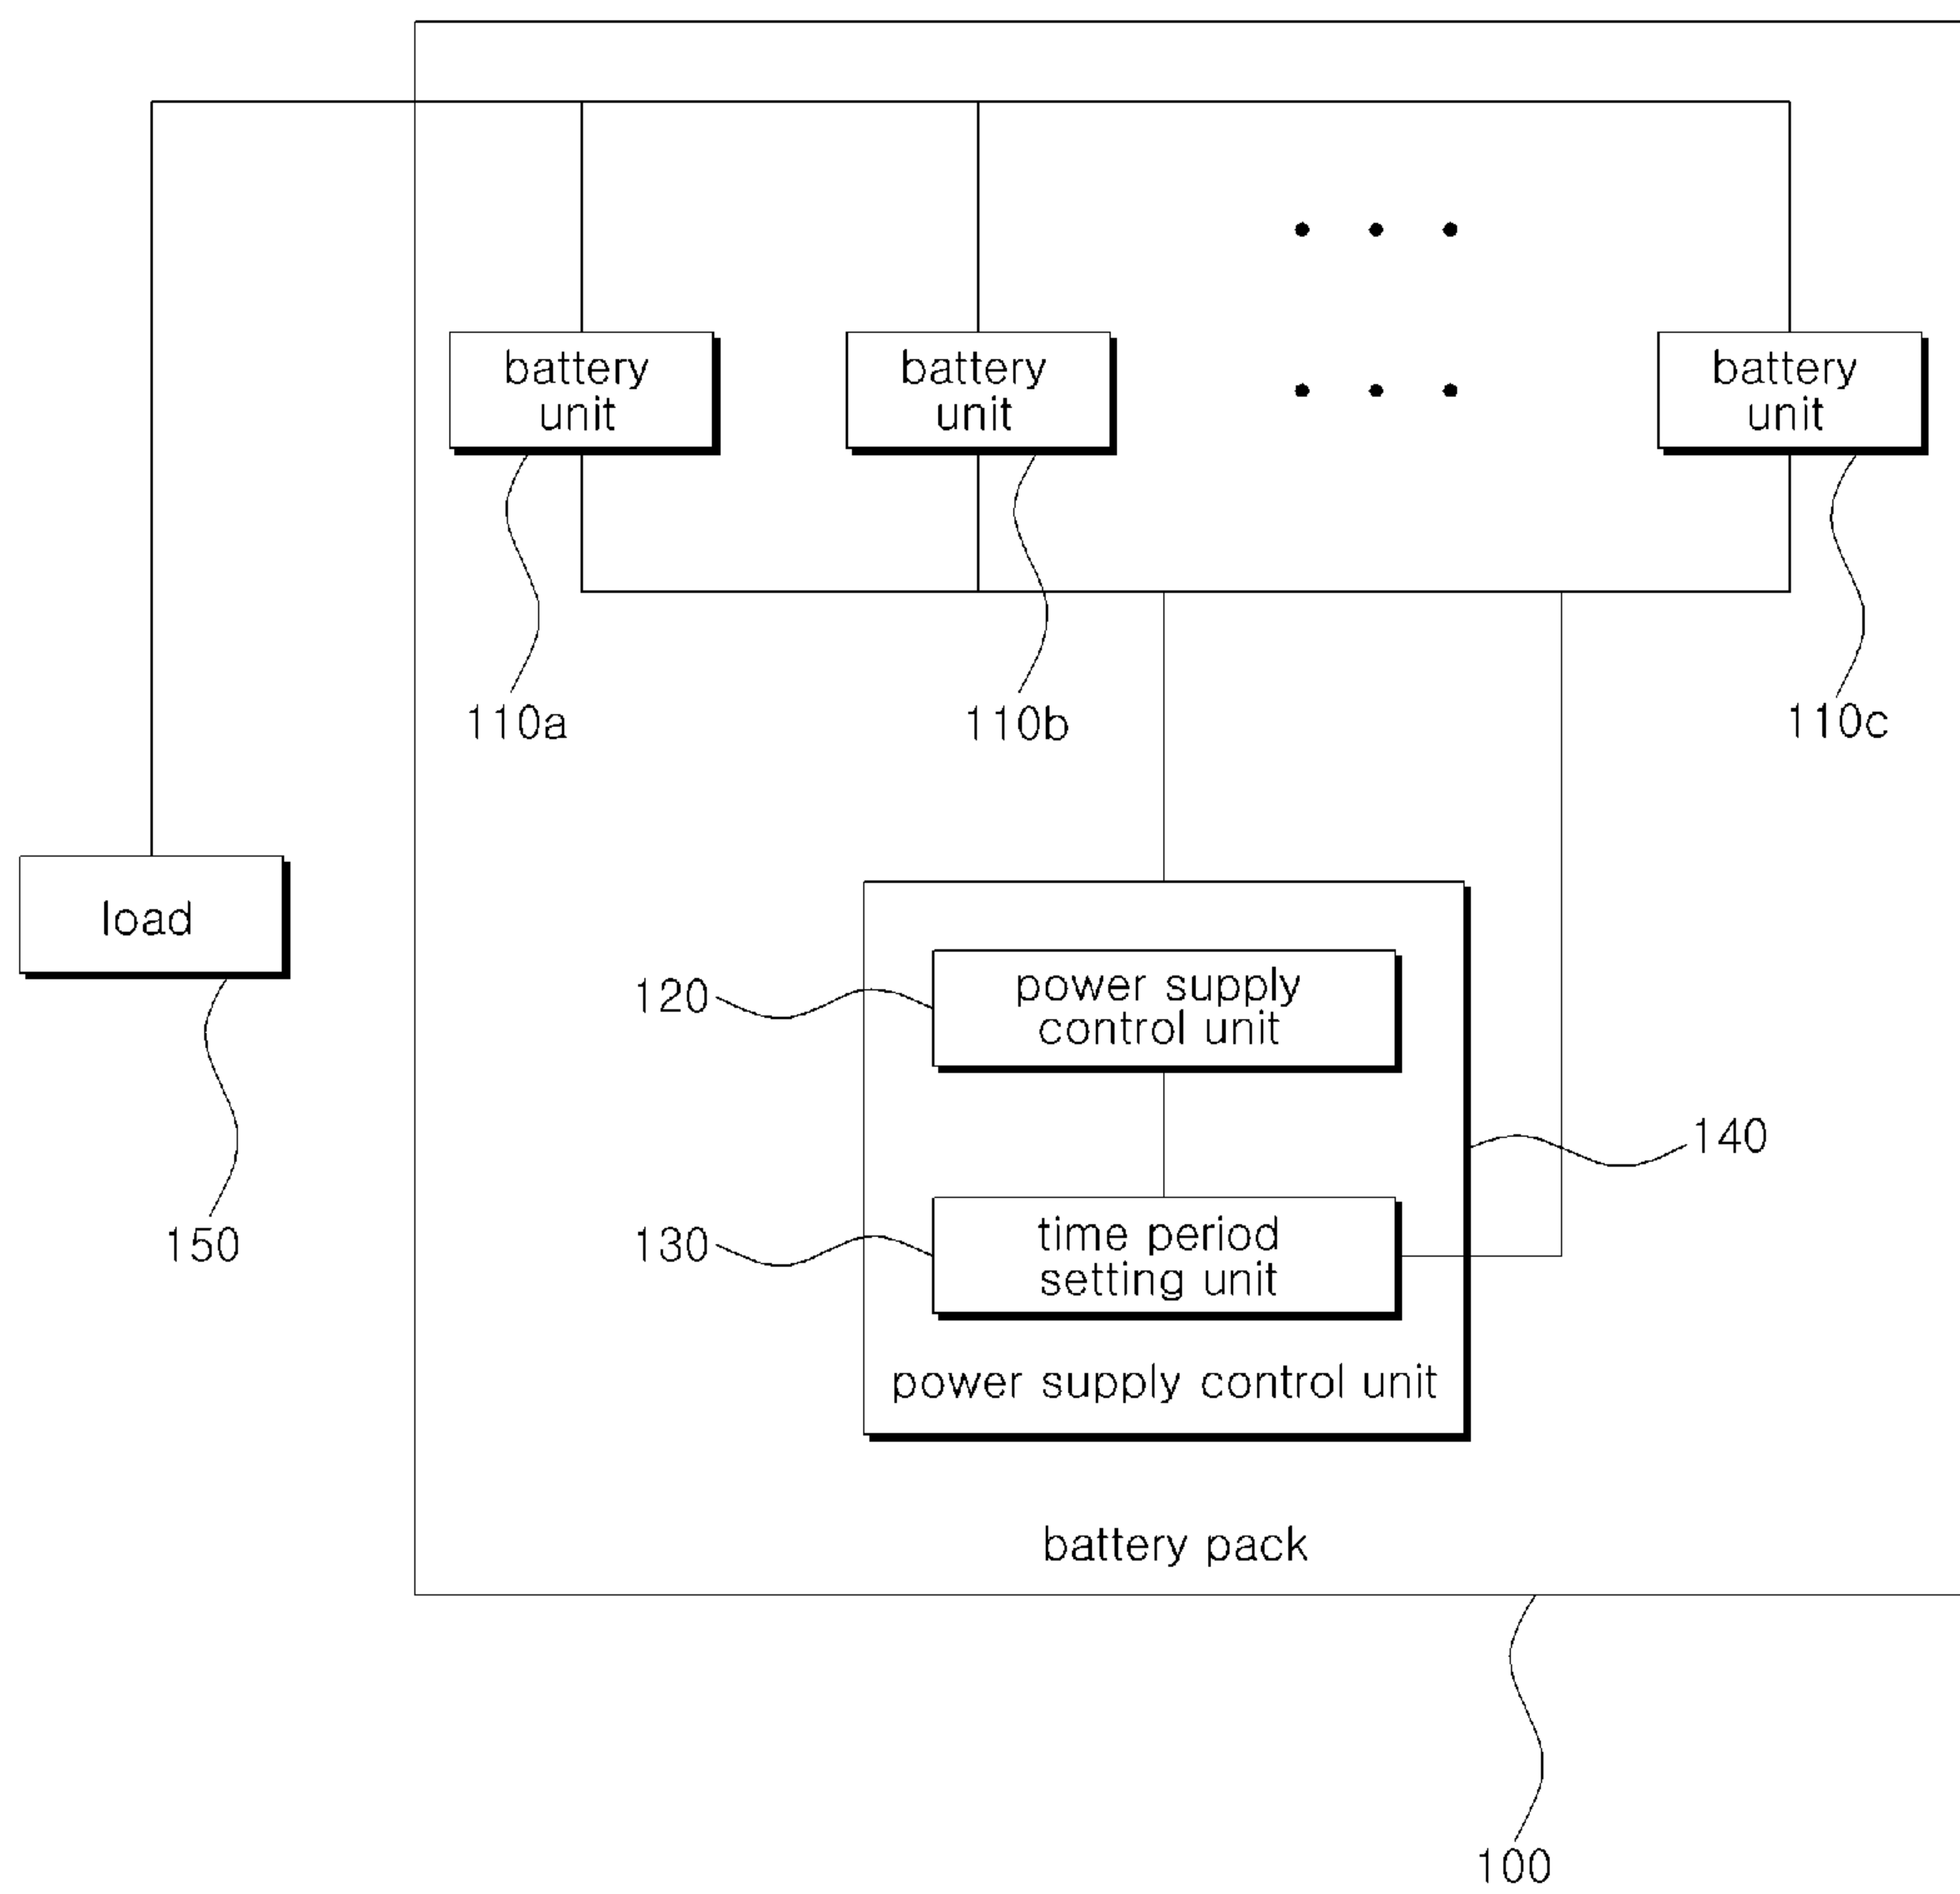 battery
unit
battery
unit
battery
unit
110a
110b
110c
load
150
120
power supply
control unit
140
130
time period
setting unit
power supply control unit
battery pack
100